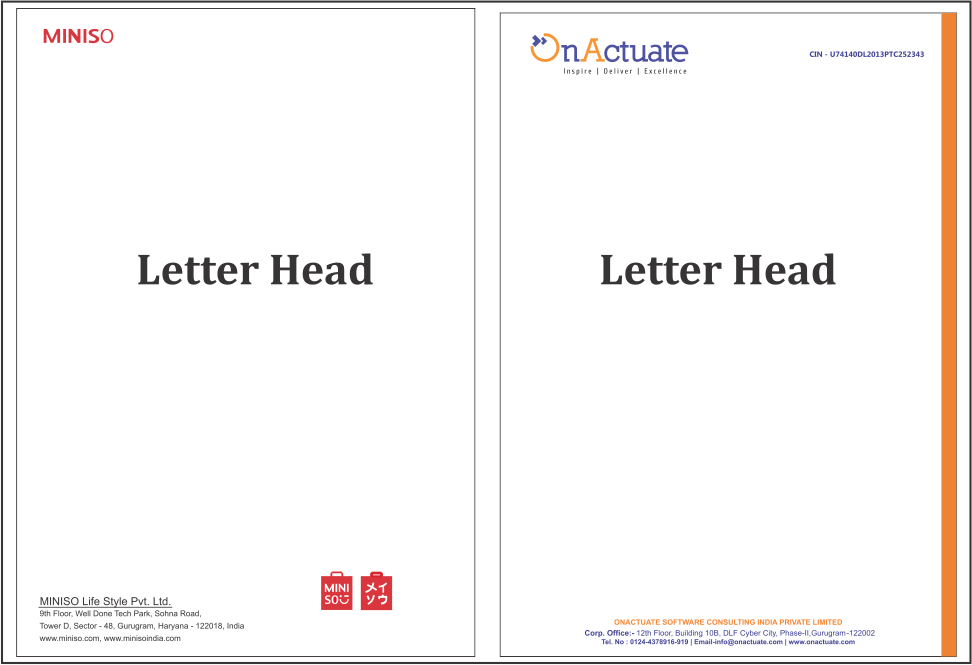 MINISO
Letter Head
MINISO Life Style Pvt. Ltd.
9th Floor, Well Done Tech Park, Sohna Road,
Tower D, Sector - 48, Gurugram, Haryana - 122018, India
www.miniso.com, www.minisoindia.com
MINI
SO
メイ
ソウ
OnActuate
Inspire | Deliver | Excellence
CIN - U74140DL2013PTC252343
Letter Head
ONACTUATE SOFTWARE CONSULTING INDIA PRIVATE LIMITED
Corp. Office:- 12th Floor, Building 10B, DLF Cyber City, Phase-II,Gurugram-122002
Tel. No : 0124-4378916-919 | Email-info@onactuate.com | www.onactuate.com